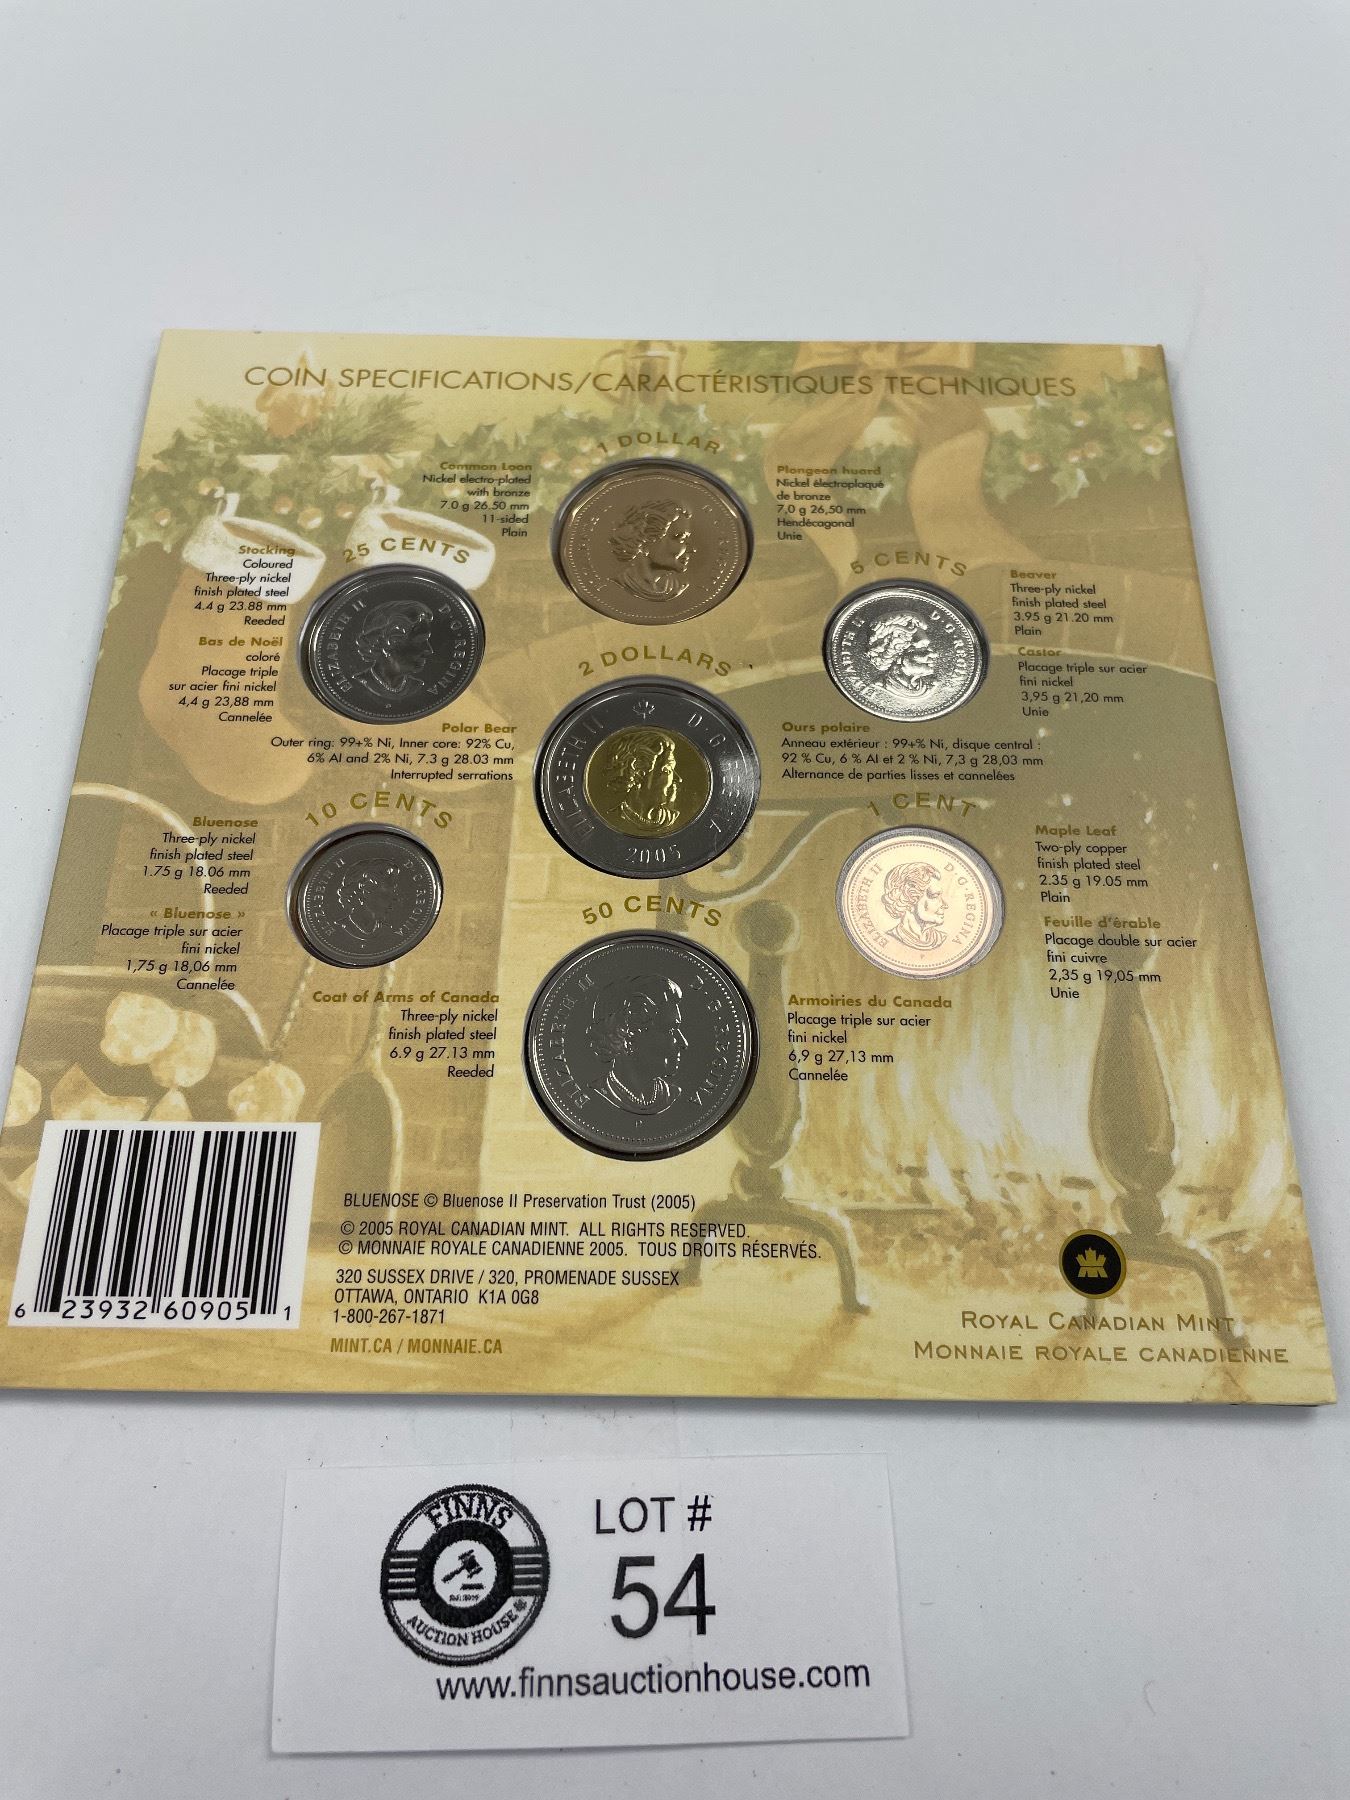 COIN SPECIFICATIONS/CARACTÉRISTIQUES TECHNIQUES
1 DOLLAR
Common Loon
Nickel electro-plated
with bronze
7.0 g 26.50 mm
11-sided
Plain
Plongeon huard
Nickel électroplaqué
de bronze
7,0 g 26,50 mm
Hendécagonal
Unie
25 CENTS
Stocking
Coloured
Three-ply nickel
finish plated steel
4.4 g 23.88 mm
Reeded
Bas de Noël
coloré
Placage triple
sur acier fini nickel
4,4 g 23,88 mm
Cannelée
ELIZABETH II D·G·REGINA
P
5 CENTS
Beaver
Three-ply nickel
finish plated steel
3.95 g 21.20 mm
Plain
Castor
Placage triple sur acier
fini nickel
3,95 g 21,20 mm
Unie
ELIZABETH II D·G·REGINA
2 DOLLARS
Polar Bear
Outer ring: 99+% Ni, Inner core: 92% Cu,
6% Al and 2% Ni, 7.3 g 28.03 mm
Interrupted serrations
Ours polaire
Anneau extérieur : 99+% Ni, disque central :
92 % Cu, 6 % Al et 2 % Ni, 7,3 g 28,03 mm
Alternance de parties lisses et cannelées
ELIZABETH II D·G·REGINA
2005
10 CENTS
Bluenose
Three-ply nickel
finish plated steel
1.75 g 18.06 mm
Reeded
« Bluenose »
Placage triple sur acier
fini nickel
1,75 g 18,06 mm
Cannelée
ELIZABETH II D·G·REGINA
P
1 CENT
Maple Leaf
Two-ply copper
finish plated steel
2.35 g 19.05 mm
Plain
Feuille d'érable
Placage double sur acier
fini cuivre
2,35 g 19,05 mm
Unie
ELIZABETH II D·G·REGINA
P
50 CENTS
Coat of Arms of Canada
Three-ply nickel
finish plated steel
6.9 g 27.13 mm
Reeded
Armoiries du Canada
Placage triple sur acier
fini nickel
6,9 g 27,13 mm
Cannelée
ELIZABETH II D·G·REGINA
P
6 23932 60905 1
BLUENOSE © Bluenose II Preservation Trust (2005)
© 2005 ROYAL CANADIAN MINT. ALL RIGHTS RESERVED.
© MONNAIE ROYALE CANADIENNE 2005. TOUS DROITS RÉSERVÉS.
320 SUSSEX DRIVE / 320, PROMENADE SUSSEX
OTTAWA, ONTARIO K1A 0G8
1-800-267-1871
MINT.CA / MONNAIE.CA
ROYAL CANADIAN MINT
MONNAIE ROYALE CANADIENNE
FINNS
AUCTION HOUSE
LOT #
54
www.finnsauctionhouse.com